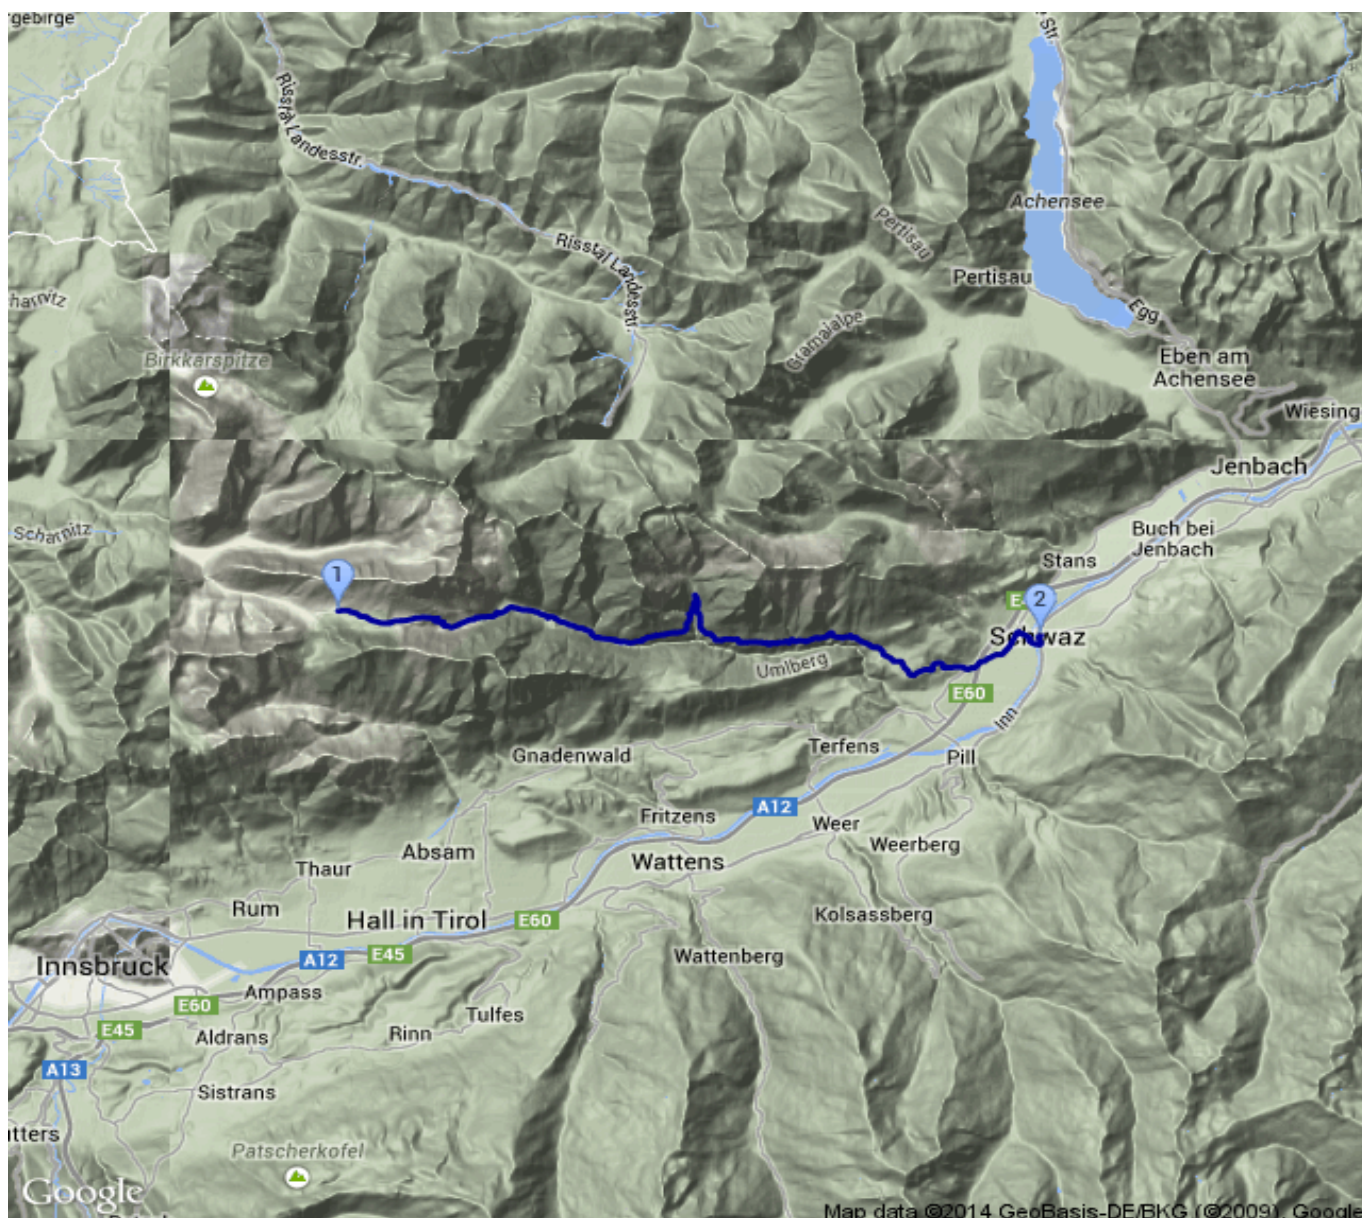 rgebirge
Str
Risstal Landesstr.
Achensee
Pertisau
Risstal Landesstr.
Pertisau
charnitz
Egg
Gramaialpe
Birkkarspitze
Eben am
Achensee
Wiesing
Jenbach
Scharnitz
Buch bei
Jenbach
Stans
1
2
Schwaz
Umlberg
E60
Inn
Terfens
Gnadenwald
Pill
A12
Fritzens
Weer
Weerberg
Absam
Wattens
Thaur
Rum
Hall in Tirol
E60
Kolsassberg
E45
A12
Wattenberg
Innsbruck
Ampass
E60
Tulfes
E45
Aldrans
Rinn
A13
Sistrans
utters
Patscherkofel
Google
Map data ©2014 GeoBasis-DE/BKG (©2009), Google